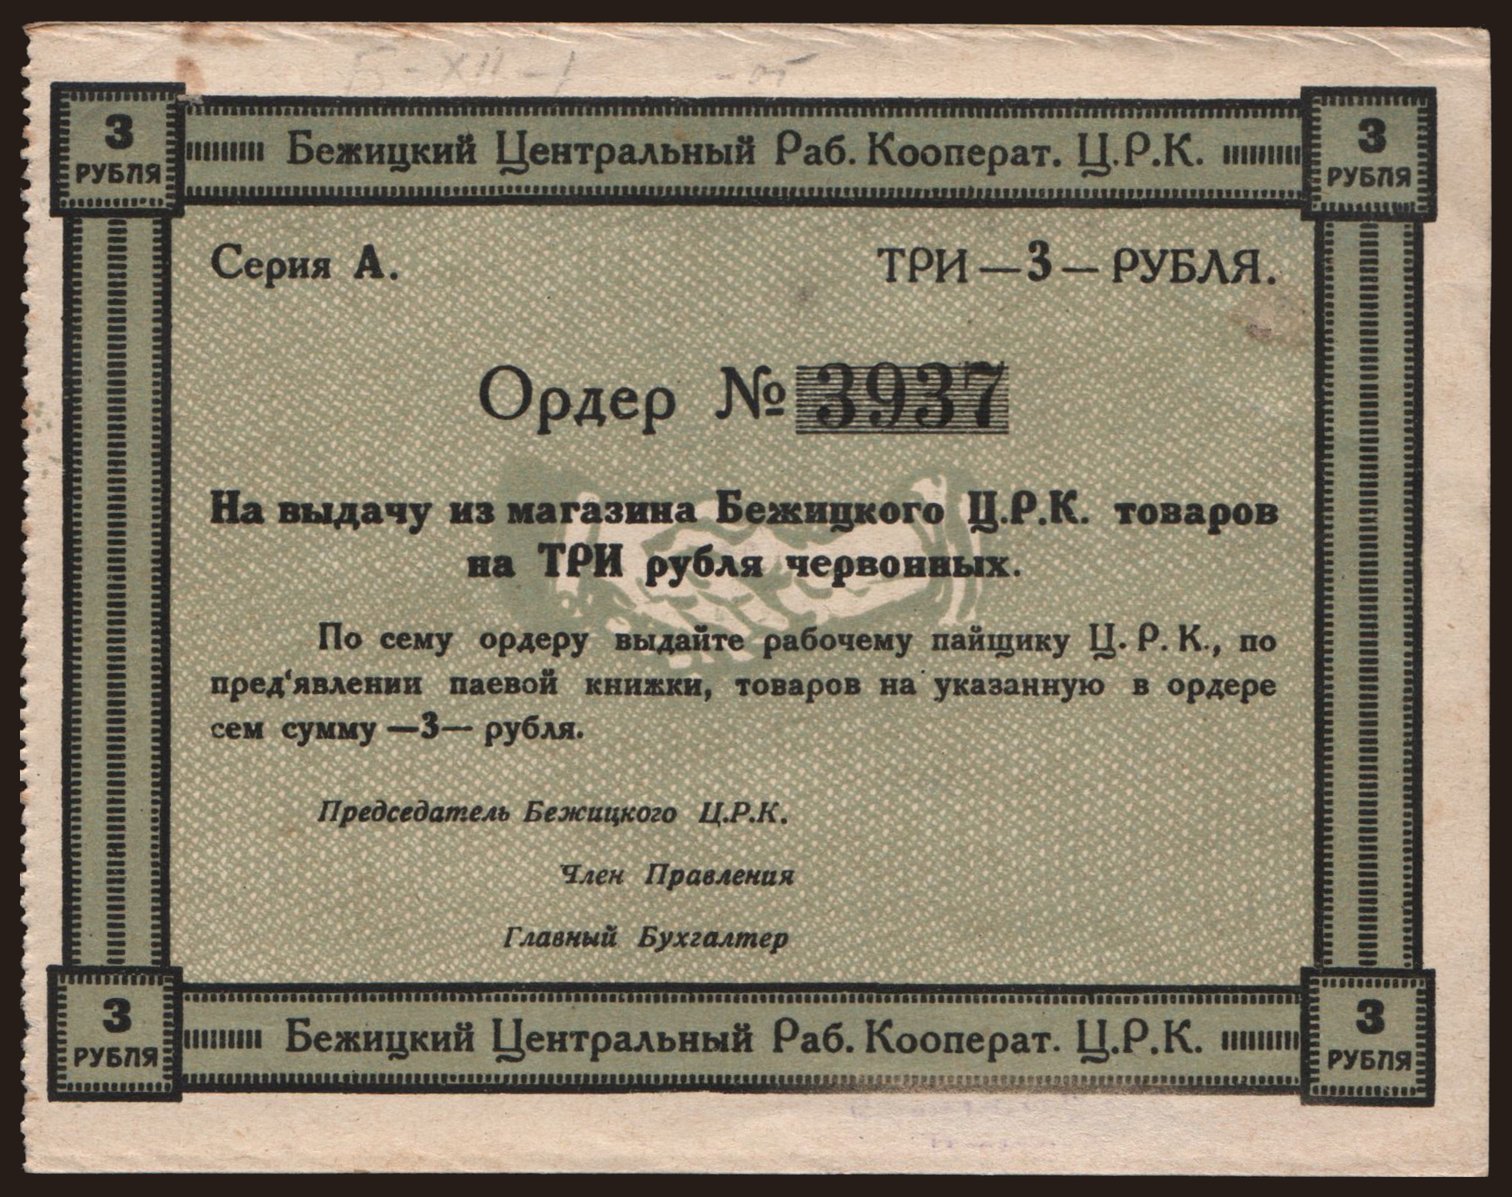 Б-XII-1
3 РУБЛЯ
Бежицкий Центральный Раб. Кооперат. Ц.Р.К.
3 РУБЛЯ
Серия А.
ТРИ—3—РУБЛЯ.
Ордер № 3937
На выдачу из магазина Бежицкого Ц.Р.К. товаров
на ТРИ рубля червонных.
По сему ордеру выдайте рабочему пайщику Ц. Р. К., по
пред‘явлении паевой книжки, товаров на указанную в ордере
сем сумму —3— рубля.
Председатель Бежицкого Ц.Р.К.
Член Правления
Главный Бухгалтер
3 РУБЛЯ
Бежицкий Центральный Раб. Кооперат. Ц.Р.К.
3 РУБЛЯ